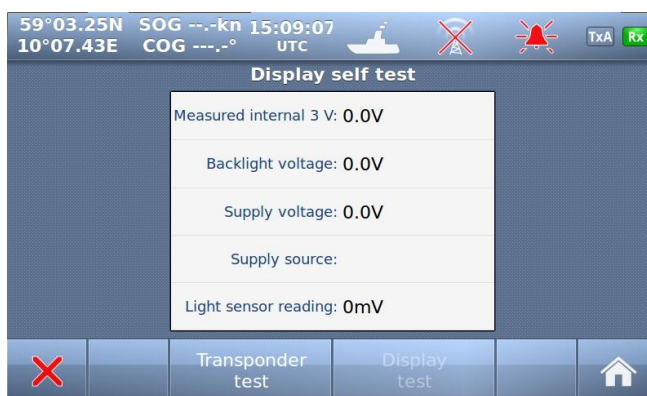 59°03.25N SOG --.-kn 15:09:07
10°07.43E COG ---.-° UTC
TxA Rx
Display self test
Measured internal 3 V: 0.0V
Backlight voltage: 0.0V
Supply voltage: 0.0V
Supply source:
Light sensor reading: 0mV
Transponder Display
test test